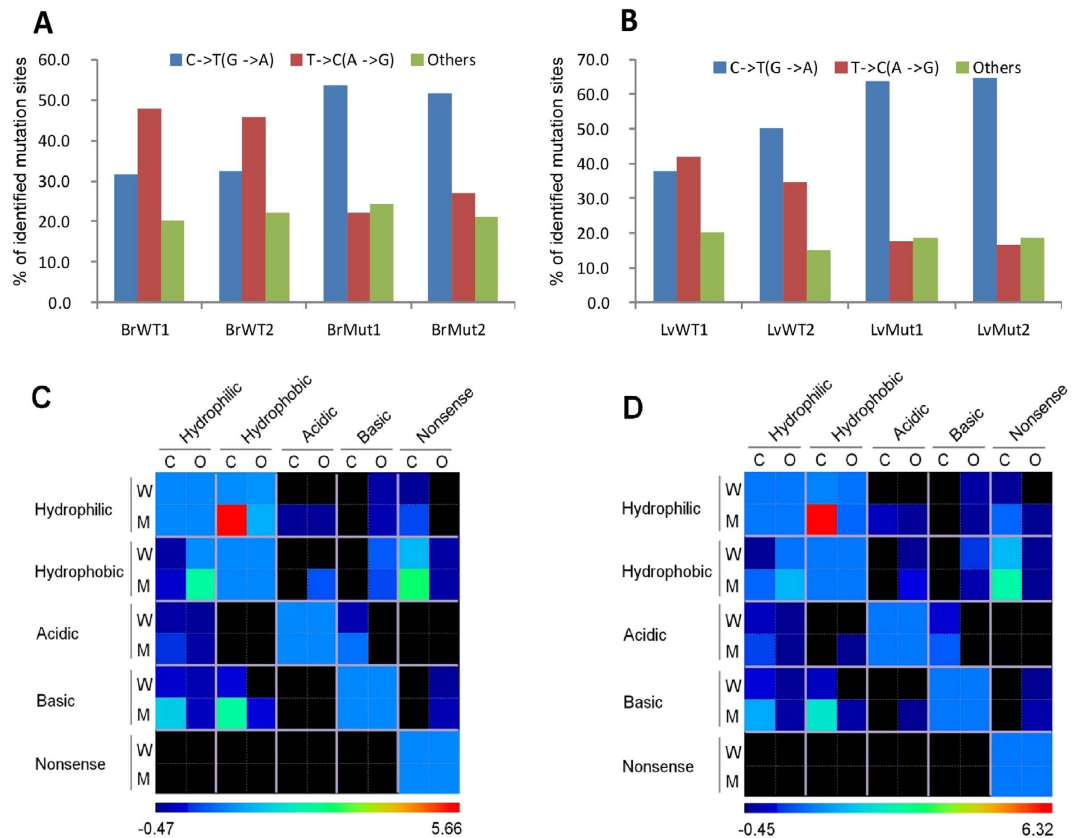 A
C->T(G ->A) T->C(A ->G) Others
% of identified mutation sites
60.0
50.0
40.0
30.0
20.0
10.0
0.0
BrWT1 BrWT2 BrMut1 BrMut2
B
C->T(G ->A) T->C(A ->G) Others
% of identified mutation sites
70.0
60.0
50.0
40.0
30.0
20.0
10.0
0.0
LvWT1 LvWT2 LvMut1 LvMut2
C
Hydrophilic Hydrophobic Acidic Basic Nonsense
C O C O C O C O C O
Hydrophilic W
M
Hydrophobic W
M
Acidic W
M
Basic W
M
Nonsense W
M
-0.47 5.66
D
Hydrophilic Hydrophobic Acidic Basic Nonsense
C O C O C O C O C O
Hydrophilic W
M
Hydrophobic W
M
Acidic W
M
Basic W
M
Nonsense W
M
-0.45 6.32